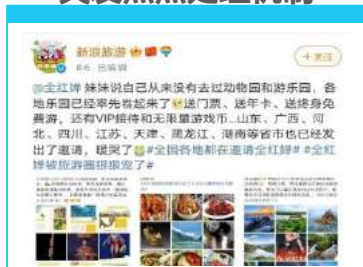 新浪旅游
8-6 已编辑
+关注
@全红婵 妹妹说自己从来没有去过动物园和游乐园，各
地乐园已经率先卷起来了送门票、送年卡、送终身免
费游，还有VIP接待和无限量游戏币...山东、广西、河
北、四川、江苏、天津、黑龙江、湖南等省市也已经发
出了邀请，暖哭了#全国各地都在邀请全红婵# #全红
婵被旅游圈狠狠宠了#